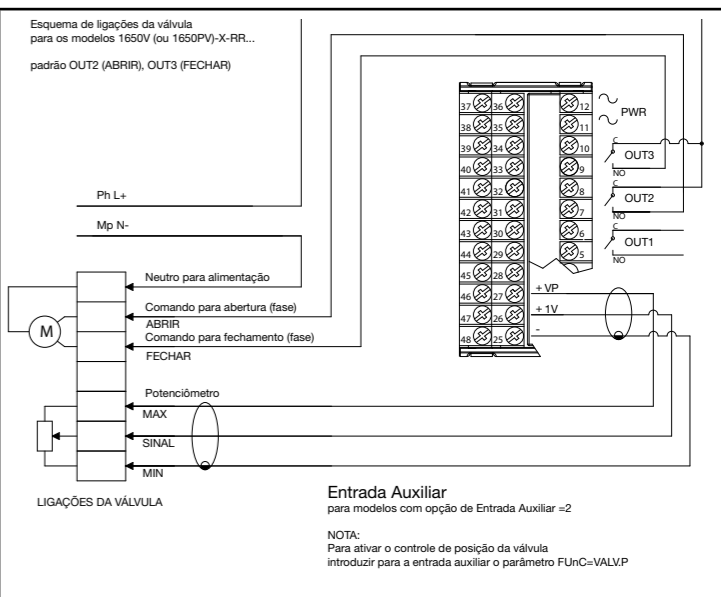 Esquema de ligações da válvula
para os modelos 1650V (ou 1650PV)-X-RR...
padrão OUT2 (ABRIR), OUT3 (FECHAR)
37 36 12
PWR
38 35 11
39 34 10
C
OUT3
NO
40 33 9
41 32 8
C
OUT2
NO
42 31 7
43 30 6
C
OUT1
NO
44 29 5
45 28
46 27 + VP
47 26 + 1V
48 25 -
Ph L+
Mp N-
Neutro para alimentação
Comando para abertura (fase)
ABRIR
M
Comando para fechamento (fase)
FECHAR
Potenciômetro
MAX
SINAL
MIN
LIGAÇÕES DA VÁLVULA
Entrada Auxiliar
para modelos com opção de Entrada Auxiliar =2
NOTA:
Para ativar o controle de posição da válvula
introduzir para a entrada auxiliar o parâmetro FUnC=VALV.P